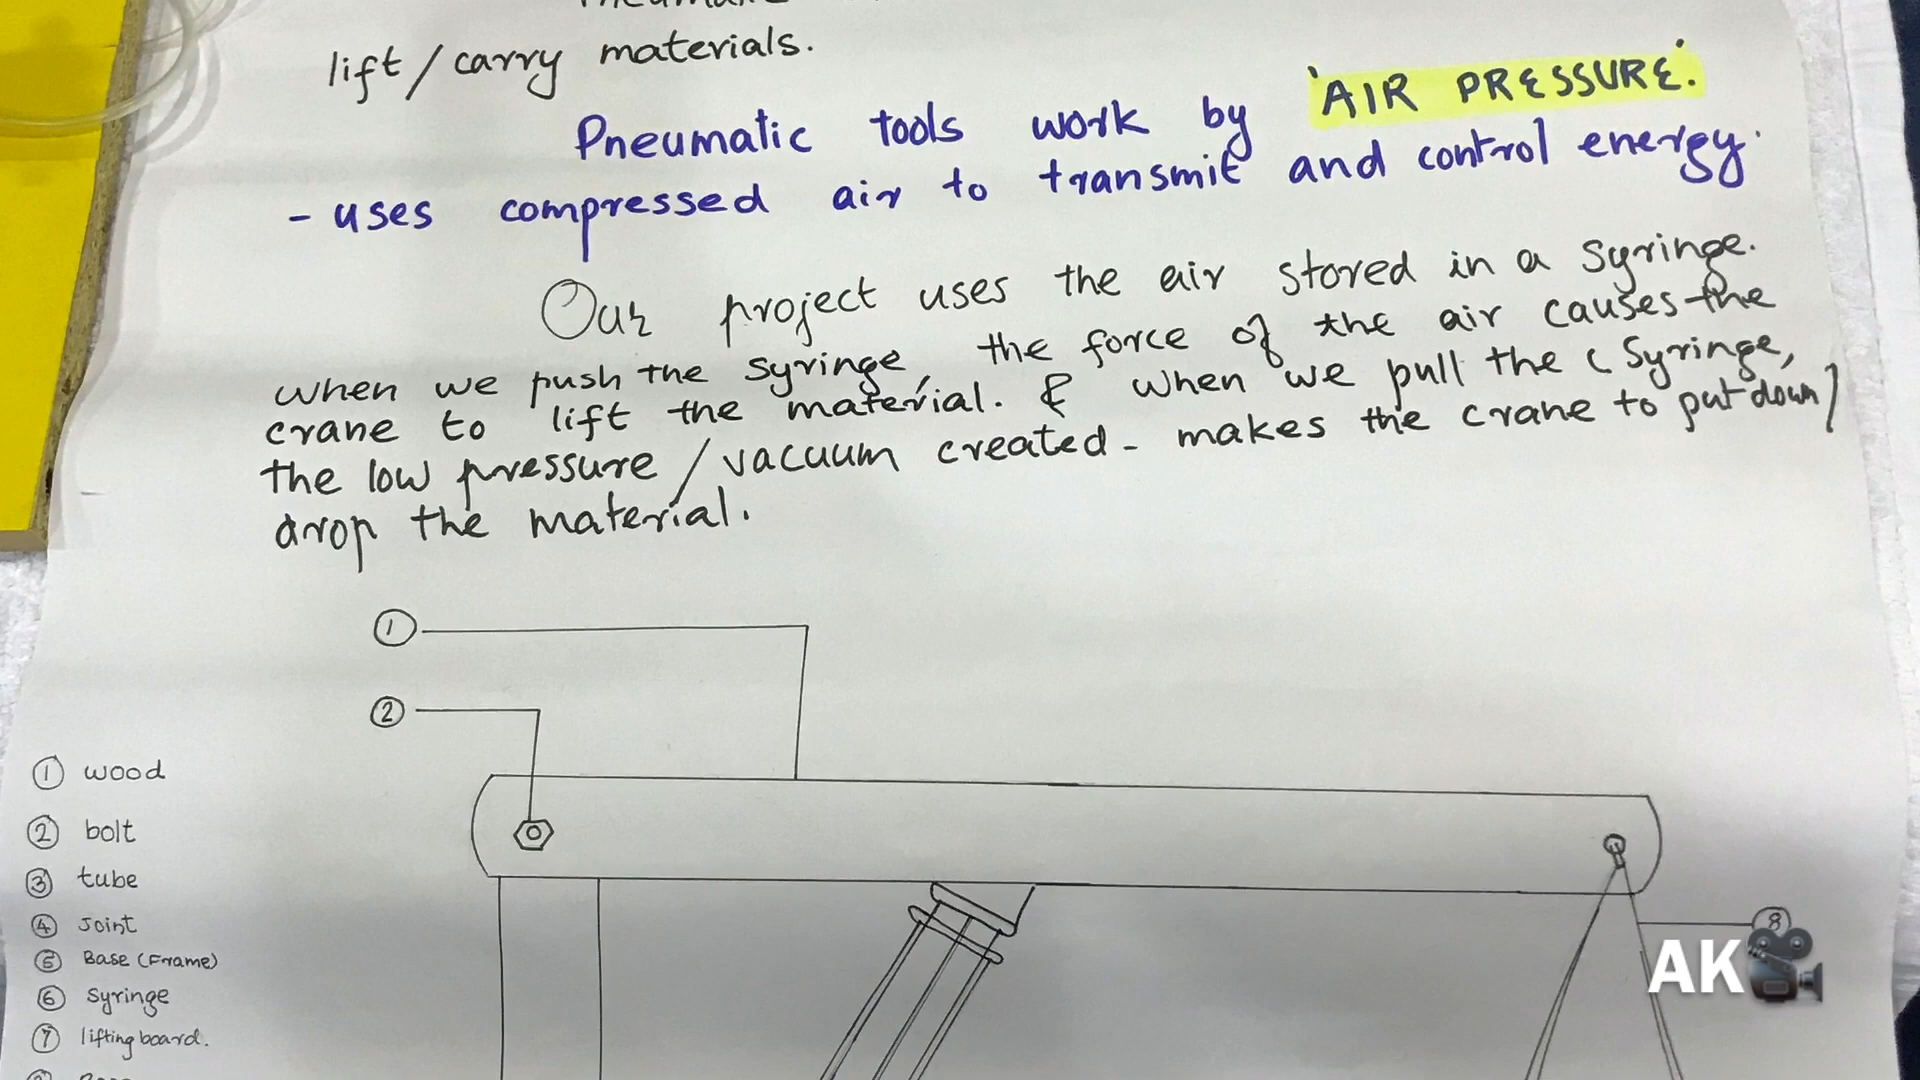 lift/carry materials.
Pneumatic tools work by 'AIR PRESSURE.'
- uses compressed air to transmit and control energy.
Our project uses the air stored in a syringe.
when we push the syringe, the force of the air causes the
crane to lift the material. & when we pull the (syringe,
the low pressure/vacuum created - makes the crane to put down/
drop the material.
①
②
① wood
② bolt
③ tube
④ Joint
⑤ Base (Frame)
⑥ syringe
⑦ lifting board.
8
AK